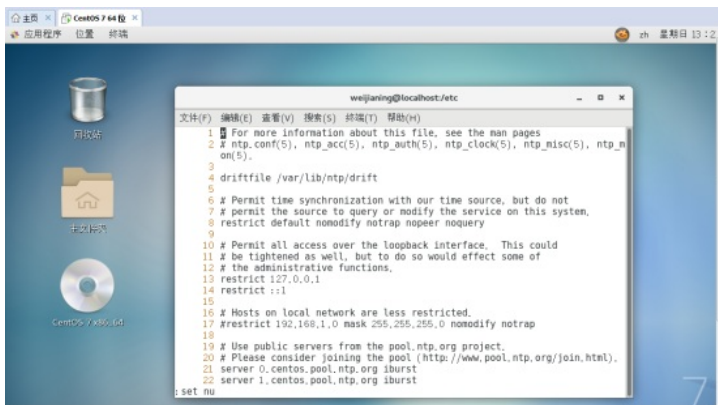 主页 × CentOS 7 64 位 ×
应用程序 位置 终端 zh 星期日 13:2
回收站
主文件夹
CentOS 7 x86_64
weijianing@localhost:/etc
文件(F) 编辑(E) 查看(V) 搜索(S) 终端(T) 帮助(H)
1 # For more information about this file, see the man pages
2 # ntp.conf(5), ntp_acc(5), ntp_auth(5), ntp_clock(5), ntp_misc(5), ntp_m
on(5).
3
4 driftfile /var/lib/ntp/drift
5
6 # Permit time synchronization with our time source, but do not
7 # permit the source to query or modify the service on this system.
8 restrict default nomodify notrap nopeer noquery
9
10 # Permit all access over the loopback interface. This could
11 # be tightened as well, but to do so would effect some of
12 # the administrative functions.
13 restrict 127.0.0.1
14 restrict ::1
15
16 # Hosts on local network are less restricted.
17 #restrict 192.168.1.0 mask 255.255.255.0 nomodify notrap
18
19 # Use public servers from the pool.ntp.org project.
20 # Please consider joining the pool (http://www.pool.ntp.org/join.html).
21 server 0.centos.pool.ntp.org iburst
22 server 1.centos.pool.ntp.org iburst
:set nu
7